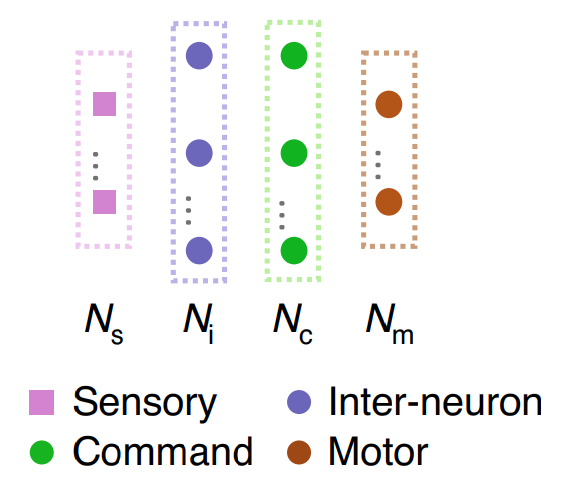 Ns Ni Nc Nm
Sensory Inter-neuron
Command Motor